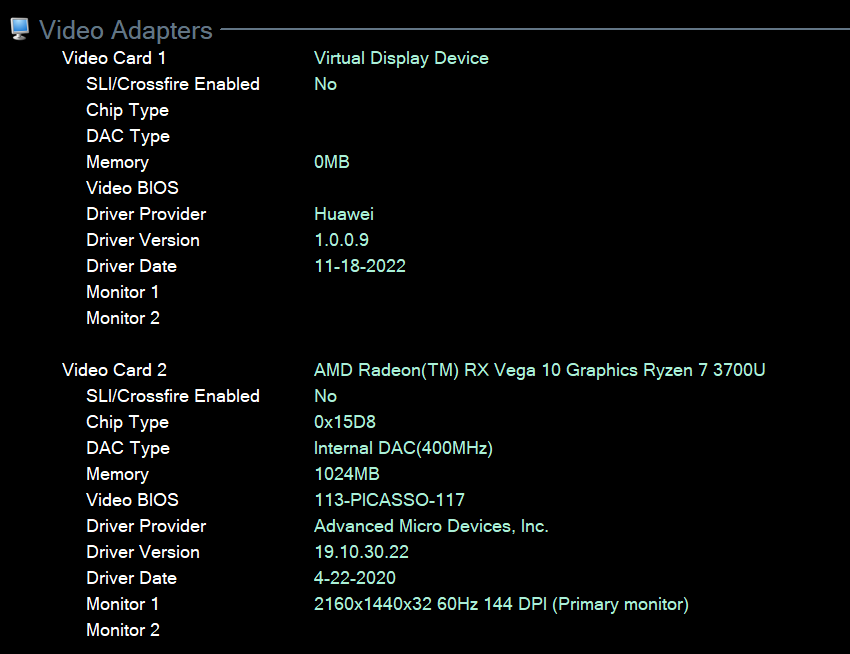 Video Adapters
Video Card 1 Virtual Display Device
SLI/Crossfire Enabled No
Chip Type
DAC Type
Memory 0MB
Video BIOS
Driver Provider Huawei
Driver Version 1.0.0.9
Driver Date 11-18-2022
Monitor 1
Monitor 2
Video Card 2 AMD Radeon(TM) RX Vega 10 Graphics Ryzen 7 3700U
SLI/Crossfire Enabled No
Chip Type 0x15D8
DAC Type Internal DAC(400MHz)
Memory 1024MB
Video BIOS 113-PICASSO-117
Driver Provider Advanced Micro Devices, Inc.
Driver Version 19.10.30.22
Driver Date 4-22-2020
Monitor 1 2160x1440x32 60Hz 144 DPI (Primary monitor)
Monitor 2